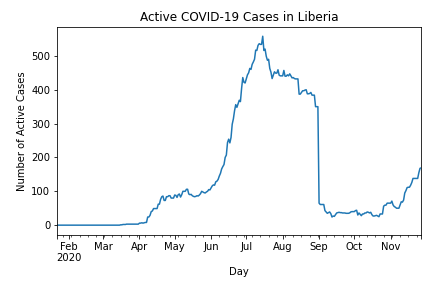 Active COVID-19 Cases in Liberia
Number of Active Cases
500
400
300
200
100
0
Feb Mar Apr May Jun Jul Aug Sep Oct Nov
2020
Day